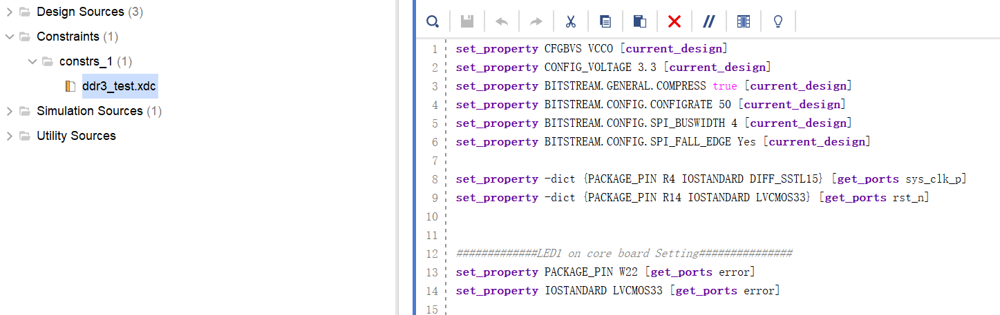 Design Sources (3)
Constraints (1)
constrs_1 (1)
ddr3_test.xdc
Simulation Sources (1)
Utility Sources
1 set_property CFGBVS VCCO [current_design]
2 set_property CONFIG_VOLTAGE 3.3 [current_design]
3 set_property BITSTREAM.GENERAL.COMPRESS true [current_design]
4 set_property BITSTREAM.CONFIG.CONFIGRATE 50 [current_design]
5 set_property BITSTREAM.CONFIG.SPI_BUSWIDTH 4 [current_design]
6 set_property BITSTREAM.CONFIG.SPI_FALL_EDGE Yes [current_design]
7
8 set_property -dict {PACKAGE_PIN R4 IOSTANDARD DIFF_SSTL15} [get_ports sys_clk_p]
9 set_property -dict {PACKAGE_PIN R14 IOSTANDARD LVCMOS33} [get_ports rst_n]
10
11
12 #############LED1 on core board Setting###############
13 set_property PACKAGE_PIN W22 [get_ports error]
14 set_property IOSTANDARD LVCMOS33 [get_ports error]
15